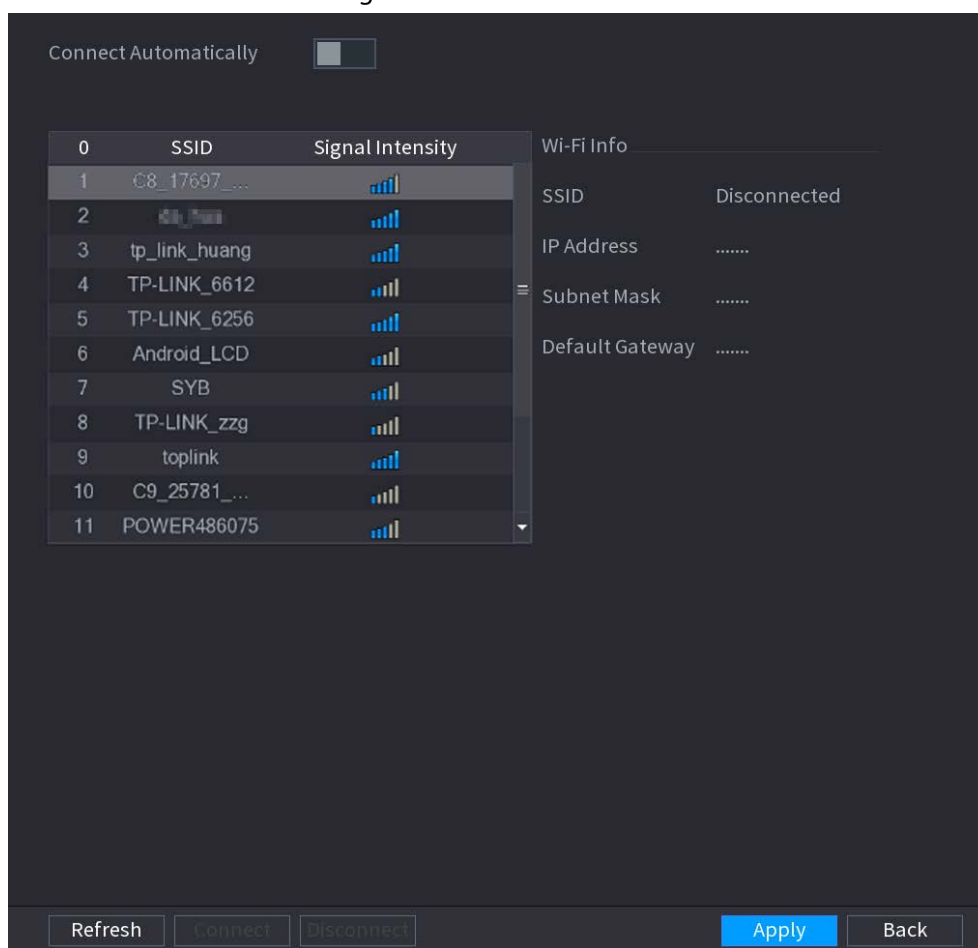 Connect Automatically
0 SSID Signal Intensity
1 C8_17697_...
2
3 tp_link_huang
4 TP-LINK_6612
5 TP-LINK_6256
6 Android_LCD
7 SYB
8 TP-LINK_zzg
9 toplink
10 C9_25781_...
11 POWER486075
Wi-Fi Info
SSID Disconnected
IP Address .......
Subnet Mask .......
Default Gateway .......
Refresh Connect Disconnect Apply Back